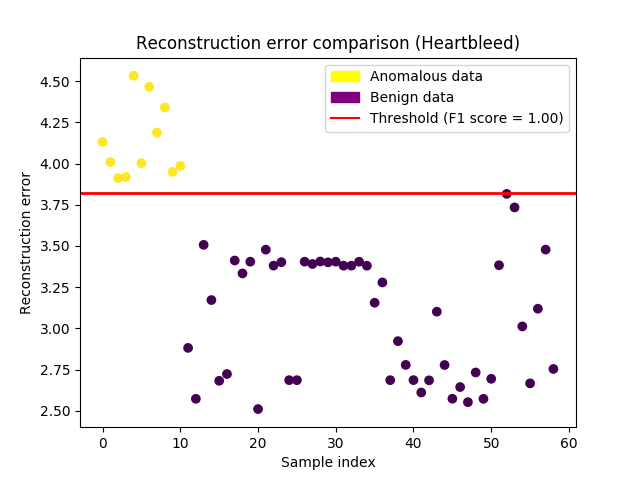 Reconstruction error comparison (Heartbleed)
Anomalous data
Benign data
Threshold (F1 score = 1.00)
Reconstruction error
4.50
4.25
4.00
3.75
3.50
3.25
3.00
2.75
2.50
0 10 20 30 40 50 60
Sample index